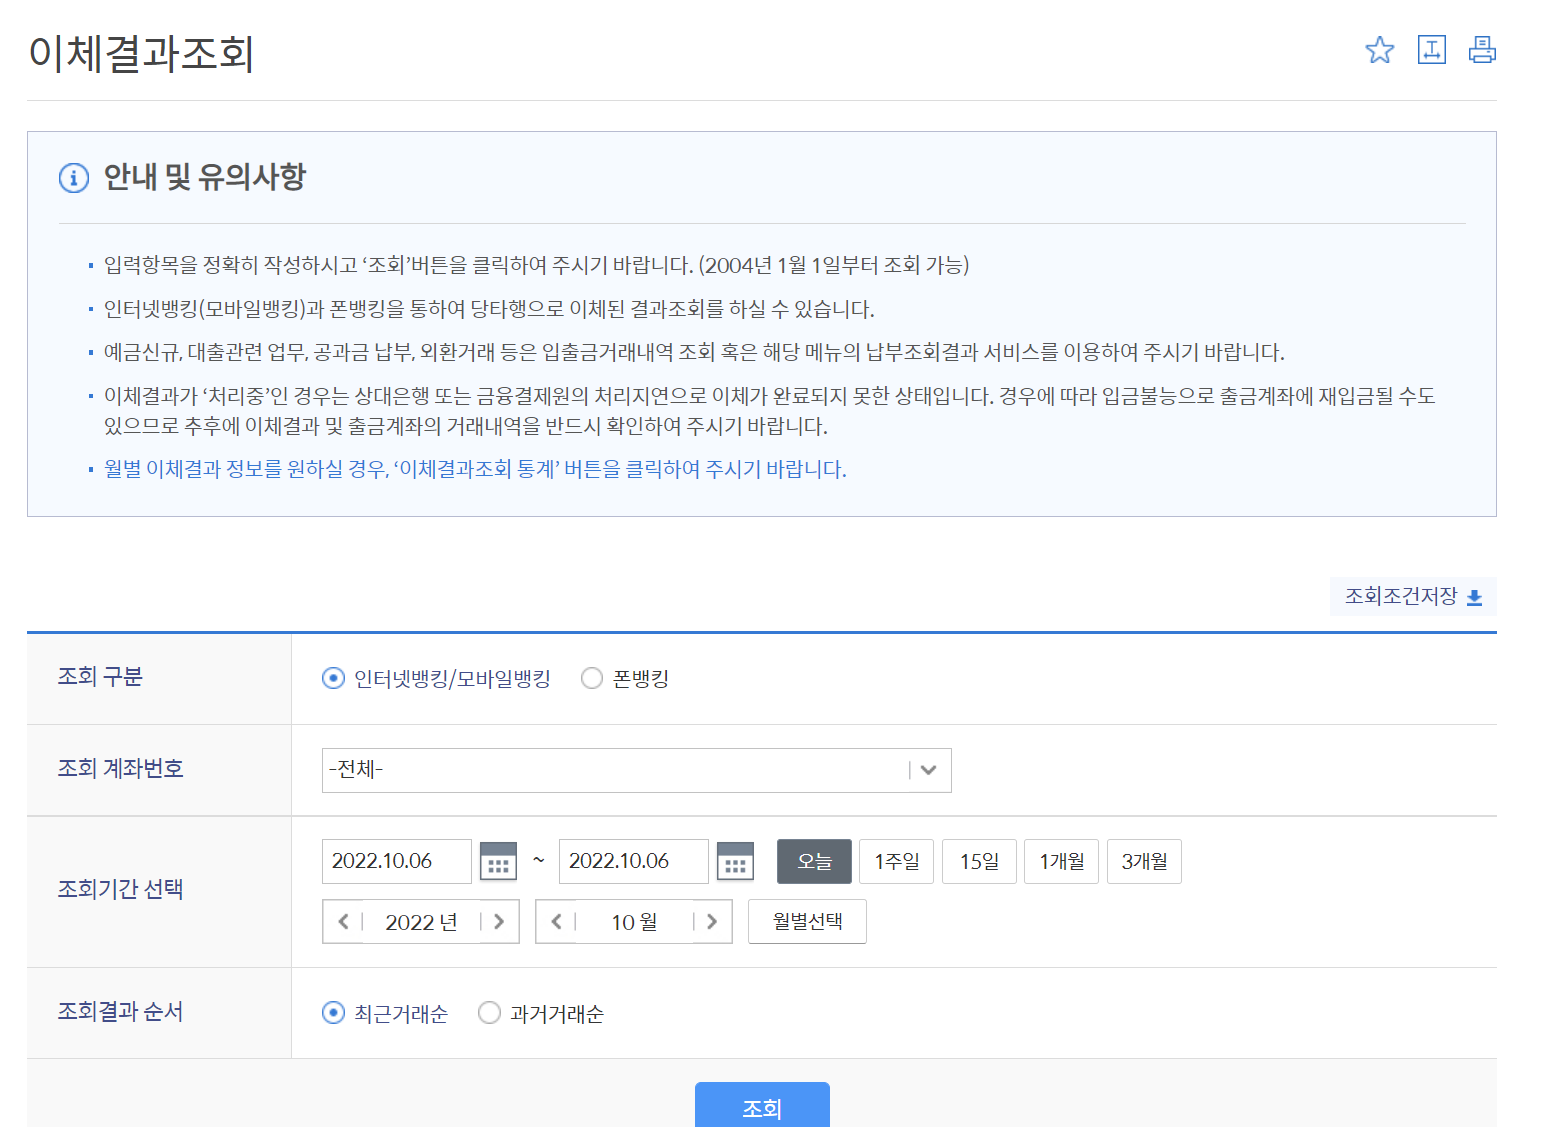 이체결과조회
안내 및 유의사항
입력항목을 정확히 작성하시고 ‘조회’버튼을 클릭하여 주시기 바랍니다. (2004년 1월 1일부터 조회 가능)
인터넷뱅킹(모바일뱅킹)과 폰뱅킹을 통하여 당타행으로 이체된 결과조회를 하실 수 있습니다.
예금신규, 대출관련 업무, 공과금 납부, 외환거래 등은 입출금거래내역 조회 혹은 해당 메뉴의 납부조회결과 서비스를 이용하여 주시기 바랍니다.
이체결과가 ‘처리중’인 경우는 상대은행 또는 금융결제원의 처리지연으로 이체가 완료되지 못한 상태입니다. 경우에 따라 입금불능으로 출금계좌에 재입금될 수도
있으므로 추후에 이체결과 및 출금계좌의 거래내역을 반드시 확인하여 주시기 바랍니다.
월별 이체결과 정보를 원하실 경우, ‘이체결과조회 통계’ 버튼을 클릭하여 주시기 바랍니다.
조회조건저장
조회 구분 인터넷뱅킹/모바일뱅킹 폰뱅킹
조회 계좌번호 -전체-
조회기간 선택 2022.10.06 ~ 2022.10.06 오늘 1주일 15일 1개월 3개월
2022 년 10 월 월별선택
조회결과 순서 최근거래순 과거거래순
조회